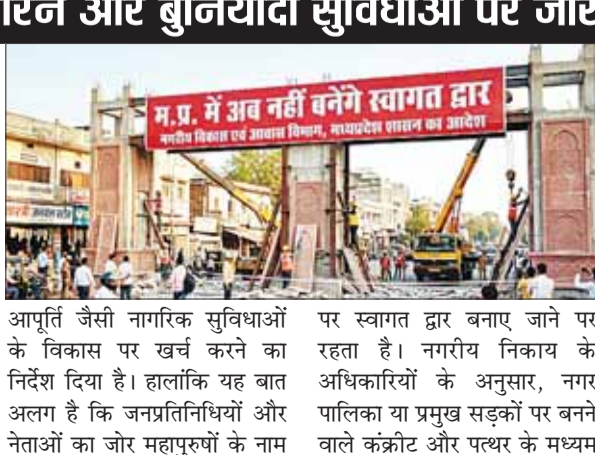 और बुनियादी सुविधाओं पर जोर
म.प्र. में अब नहीं बनेंगे स्वागत द्वार
नगरीय विकास एवं आवास विभाग, मध्यप्रदेश शासन का आदेश
आपूर्ति जैसी नागरिक सुविधाओं
के विकास पर खर्च करने का
निर्देश दिया है। हालांकि यह बात
अलग है कि जनप्रतिनिधियों और
नेताओं का जोर महापुरुषों के नाम
पर स्वागत द्वार बनाए जाने पर
रहता है। नगरीय निकाय के
अधिकारियों के अनुसार, नगर
पालिका या प्रमुख सड़कों पर बनने
वाले कंक्रीट और पत्थर के मध्यम